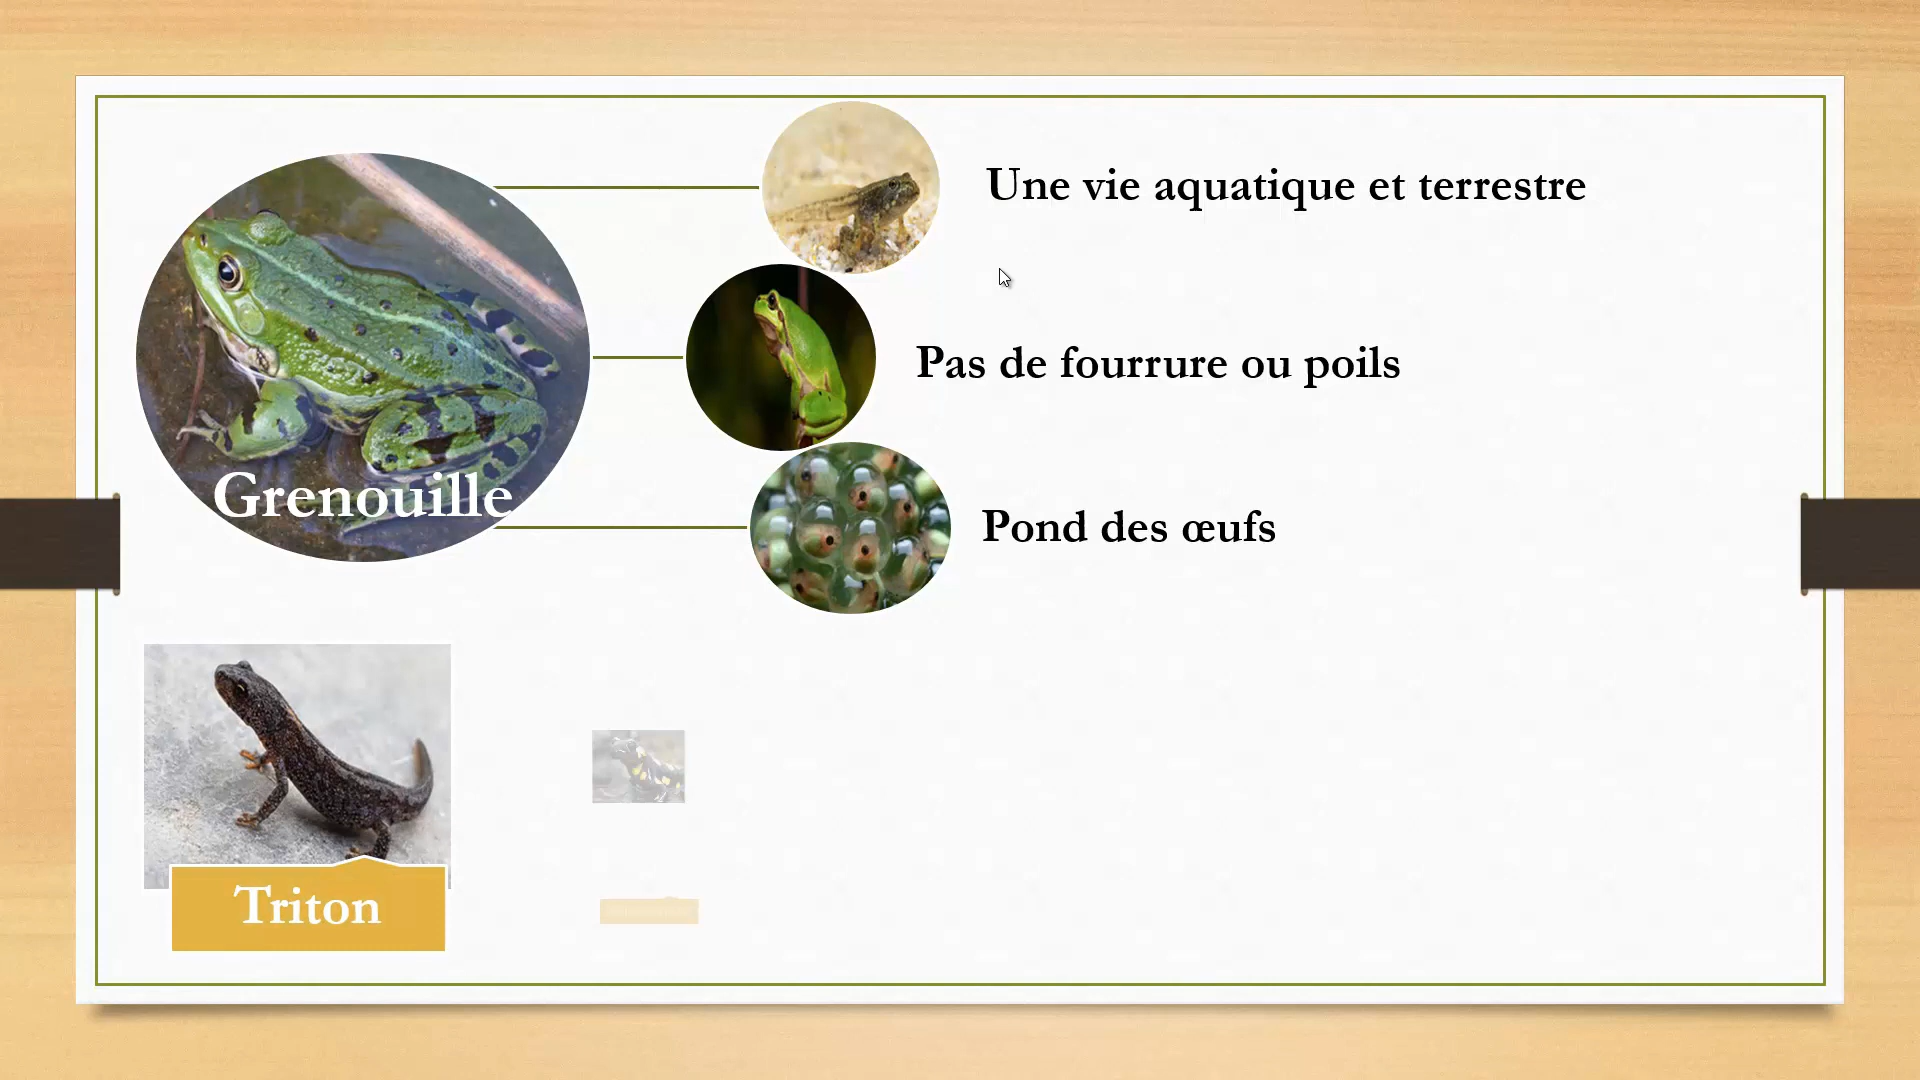 Une vie aquatique et terrestre
Pas de fourrure ou poils
Grenouille
Pond des œufs
Triton